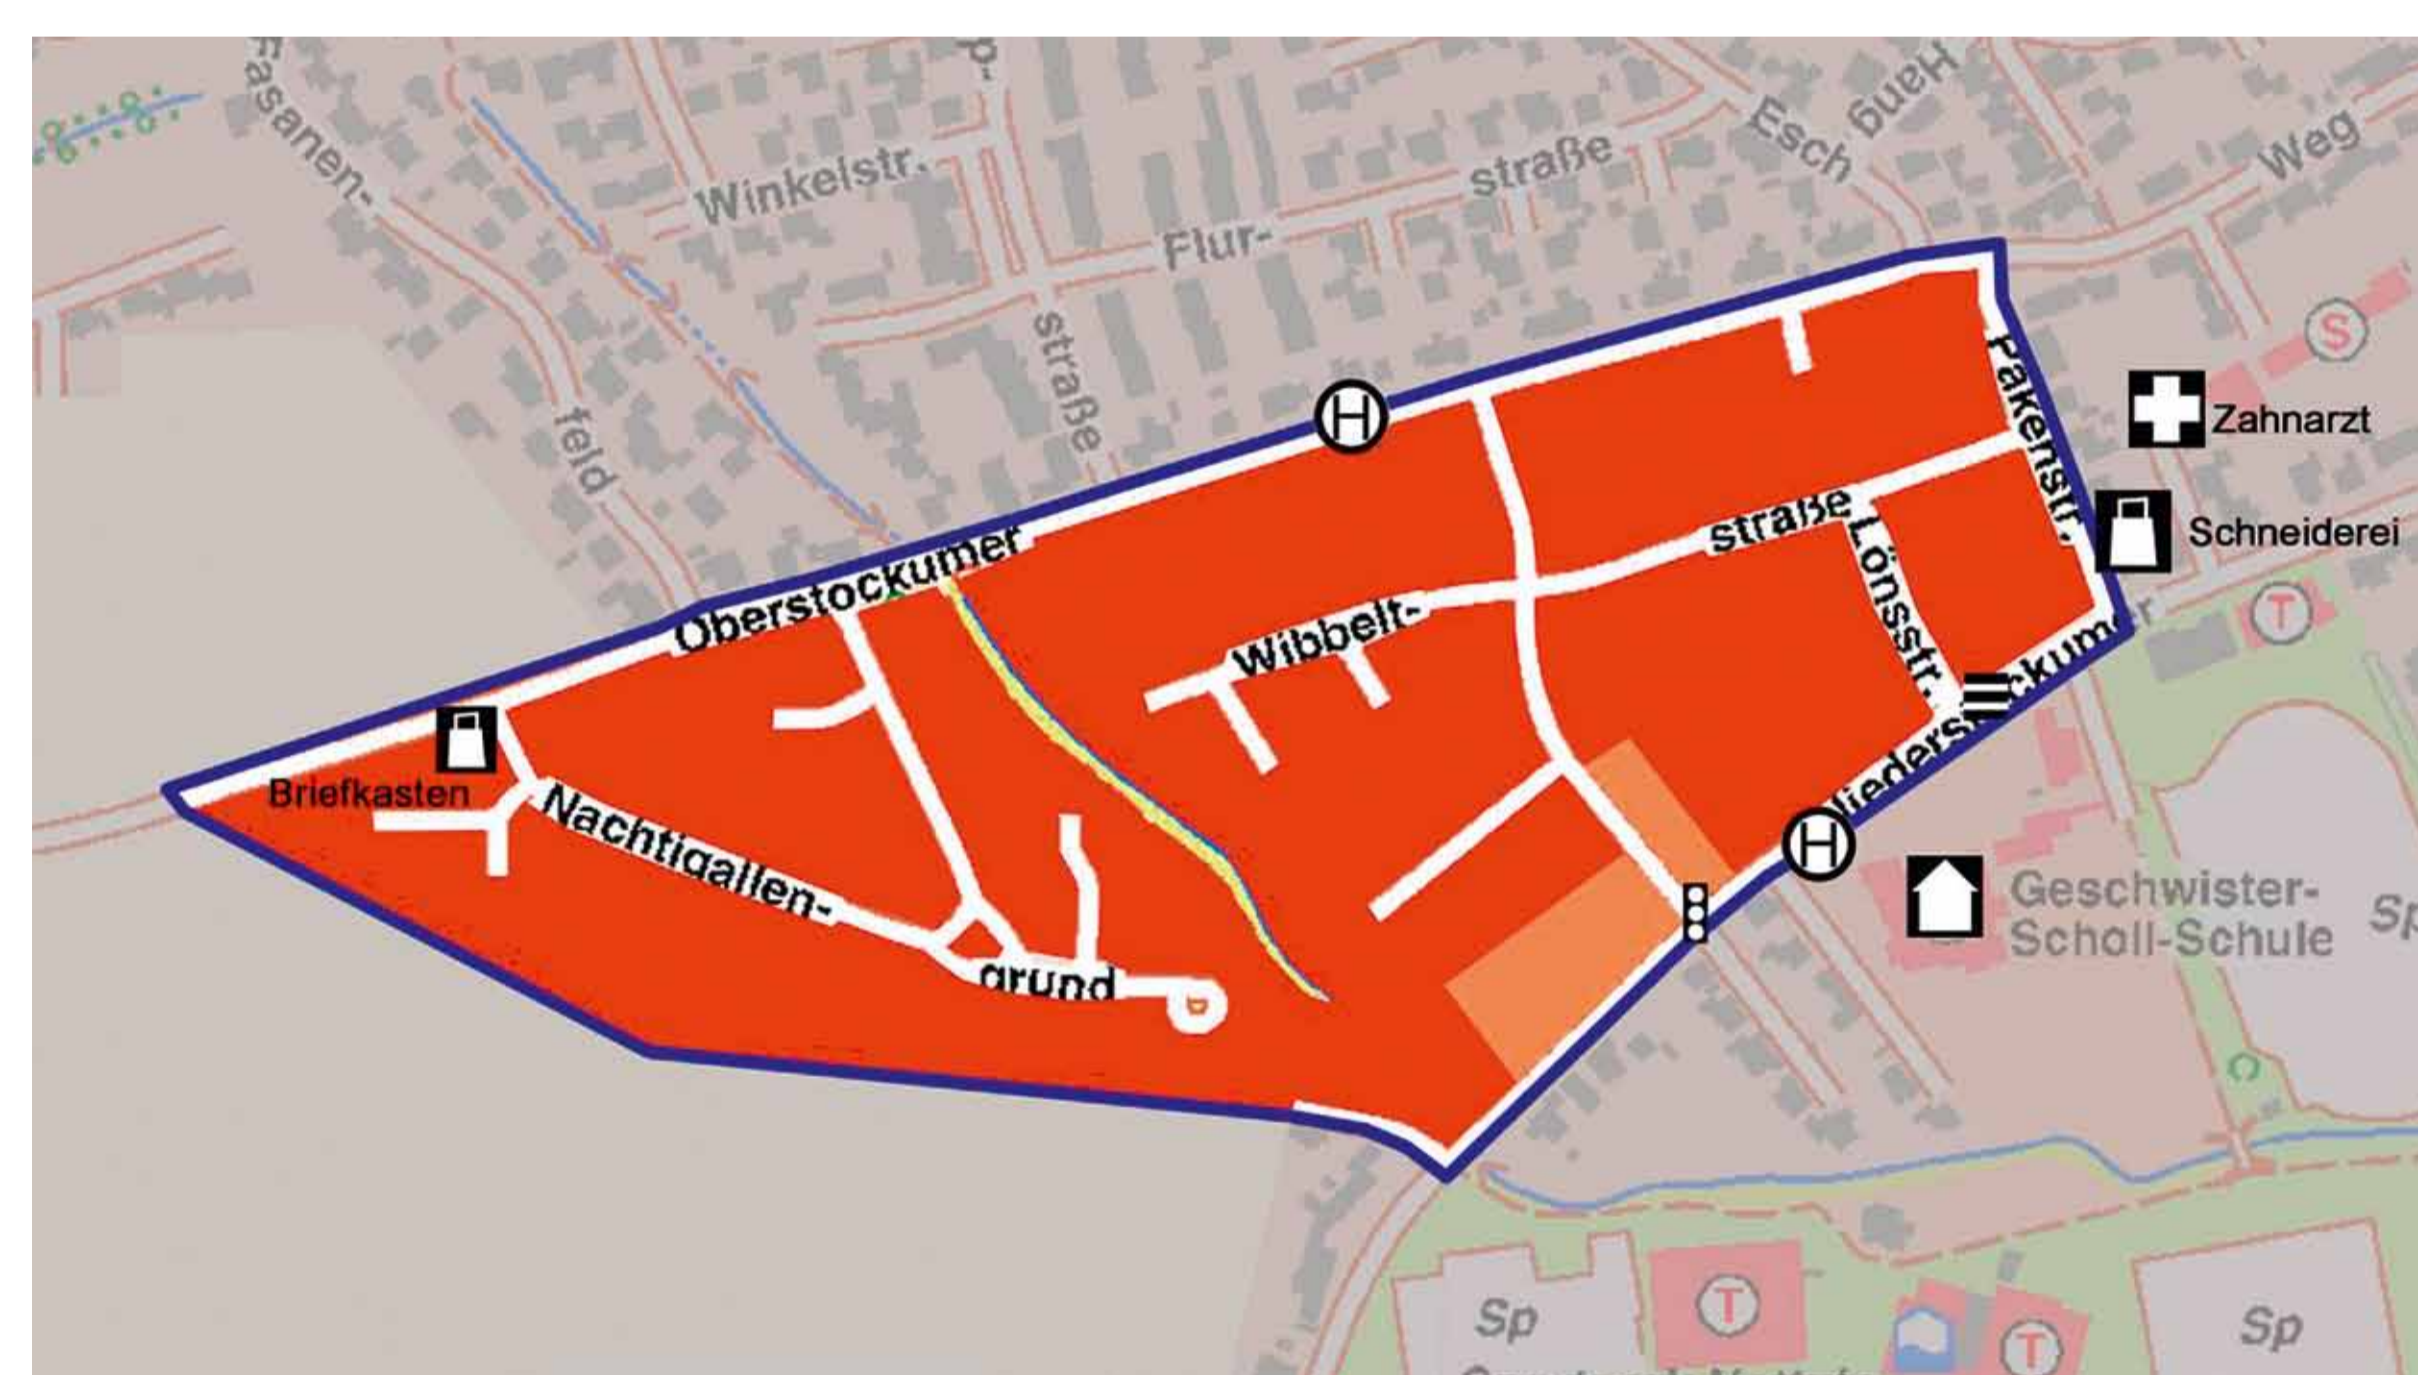 Fasanen-
feld
Winkelstr.
straße
Flur-
straße
Esch
Hang
Weg
S
H
Pakenstr.
Zahnarzt
Schneiderei
T
Oberstockumer
Wibbelt-
straße
Lönsstr.
Niederstockumer
Briefkasten
Nachtigallen-
grund
H
Geschwister-
Scholl-Schule
Sp
Sp
T
T
Sp